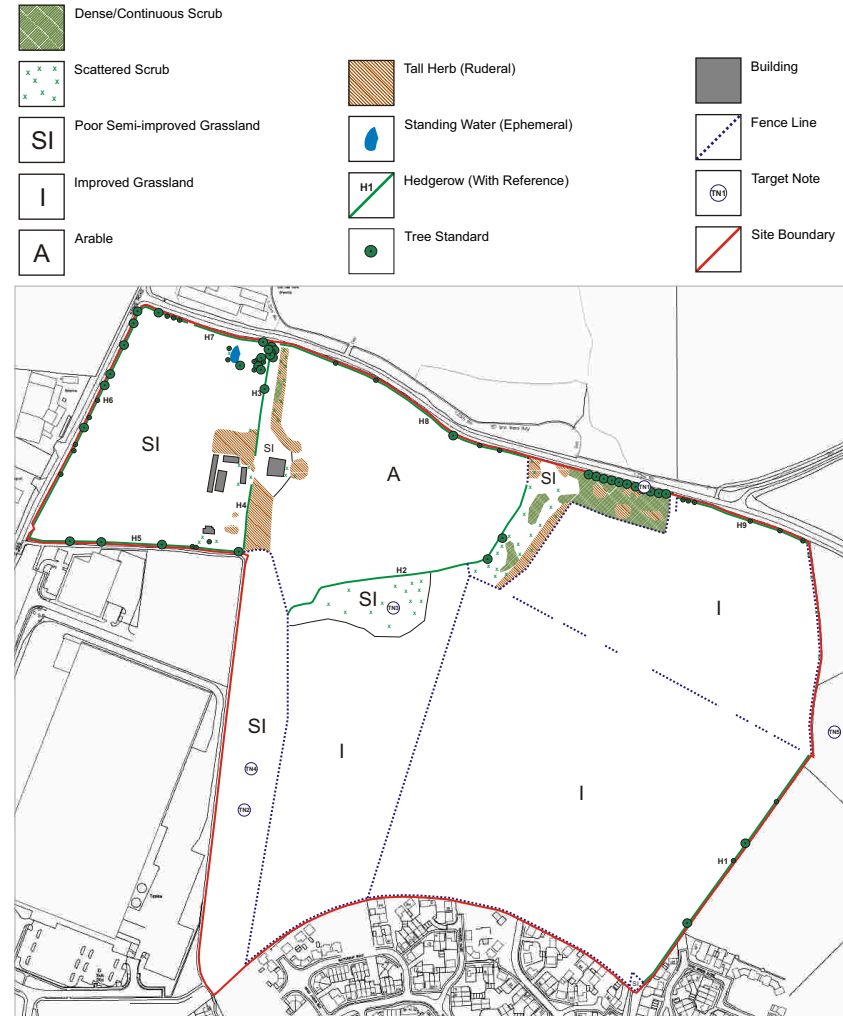 Dense/Continuous Scrub
Scattered Scrub
Tall Herb (Ruderal)
Building
SI
Poor Semi-improved Grassland
Standing Water (Ephemeral)
Fence Line
I
Improved Grassland
H1
Hedgerow (With Reference)
TN1
Target Note
A
Arable
Tree Standard
Site Boundary
H7
H3
H6
H8
SI
SI
A
SI
TN1
H4
H9
H5
H2
SI
TN3
I
SI
TN5
I
TN4
I
TN2
H1
SI